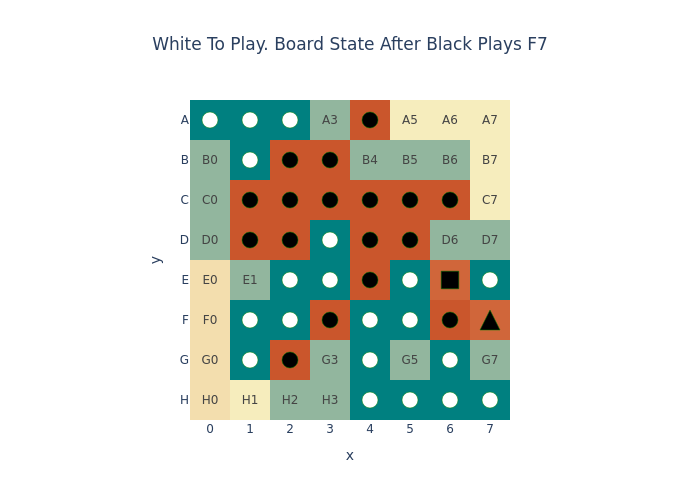 White To Play. Board State After Black Plays F7
A A3 A5 A6 A7
B B0 B4 B5 B6 B7
C C0 C7
D D0 D6 D7
E E0 E1
F F0
G G0 G3 G5 G7
H H0 H1 H2 H3
0 1 2 3 4 5 6 7
x
y